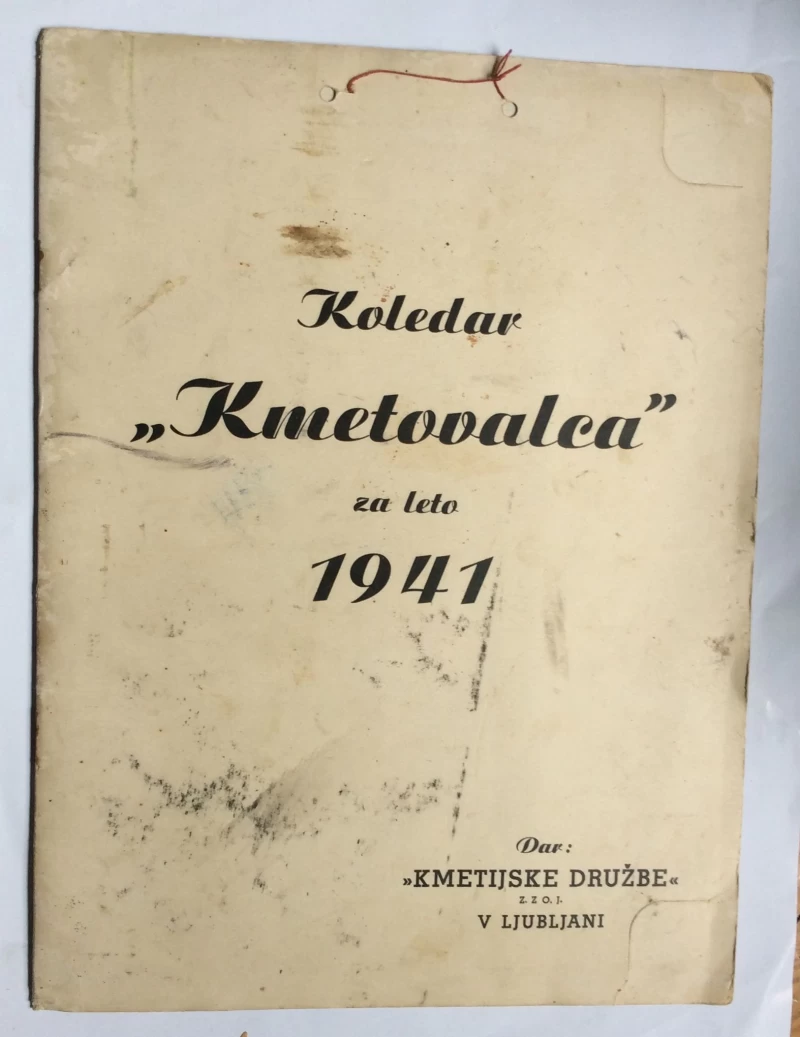 Koledar
„Kmetovalca”
za leto
1941
Dar:
»KMETIJSKE DRUŽBE«
Z. Z O. J.
V LJUBLJANI